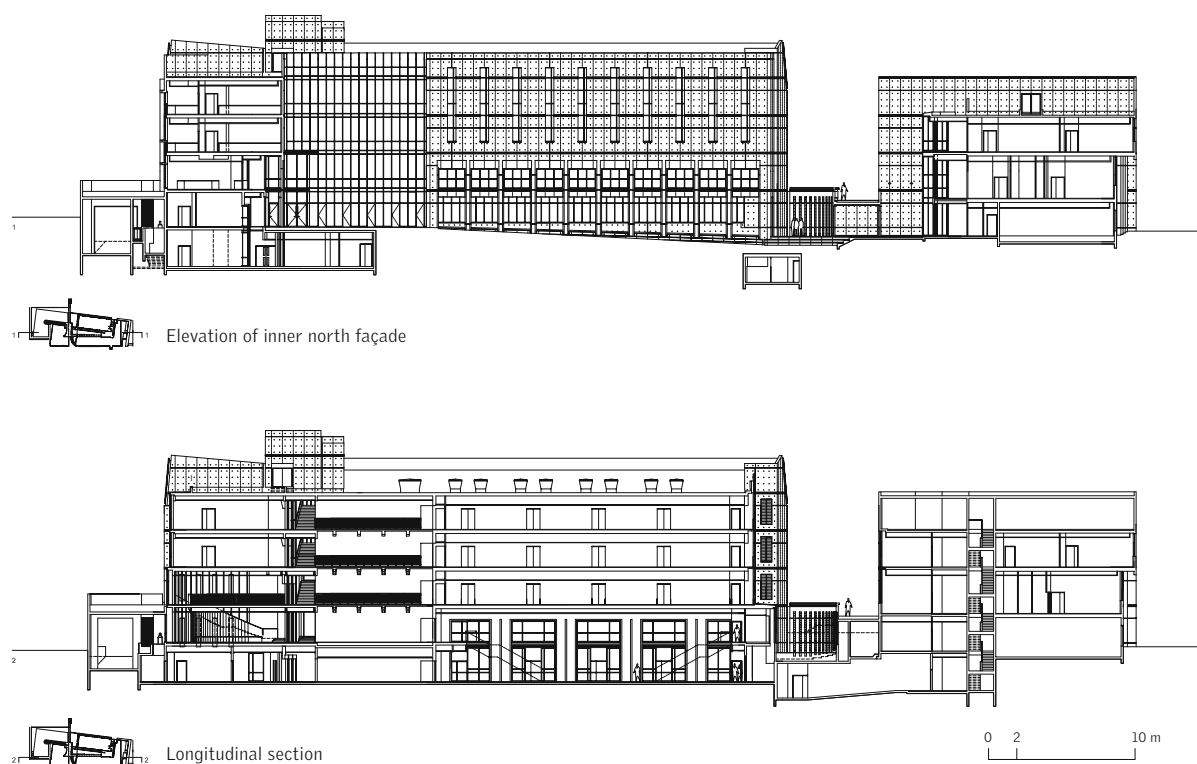 1
1 1 Elevation of inner north façade
2
0 2 10 m
2 2 Longitudinal section